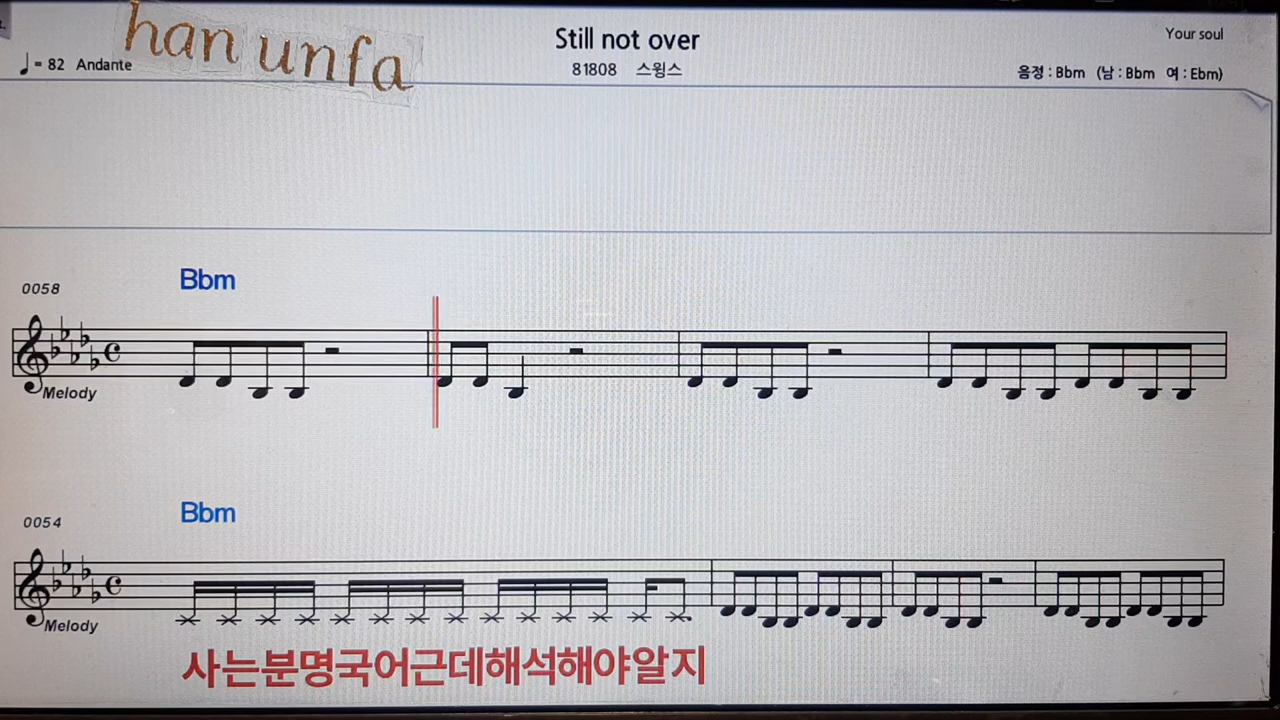 han unfa
Still not over
Your soul
♩= 82 Andante
81808 스윙스
음정 : Bbm (남 : Bbm 여 : Ebm)
Bbm
0058
Melody
Bbm
0054
Melody
사는분명국어근데해석해야알지